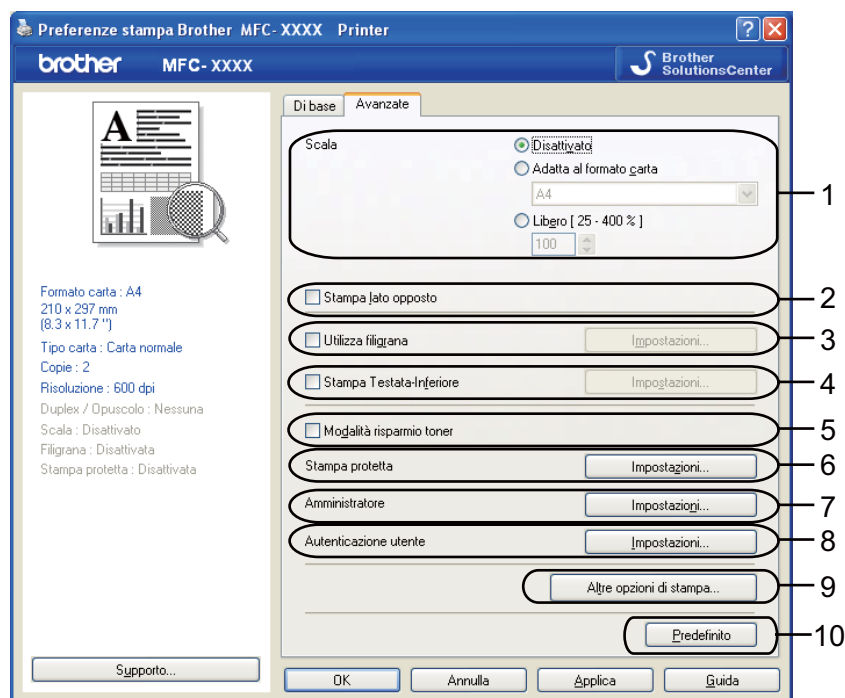 Preferenze stampa Brother MFC- XXXX Printer
brother MFC- XXXX
Brother
SolutionsCenter
A
Formato carta : A4
210 x 297 mm
(8.3 x 11.7 ")
Tipo carta : Carta normale
Copie : 2
Risoluzione : 600 dpi
Duplex / Opuscolo : Nessuna
Scala : Disattivato
Filigrana : Disattivata
Stampa protetta : Disattivata
Supporto...
Di base Avanzate
Scala
Disattivato
Adatta al formato carta
A4
Libero [ 25 - 400 % ]
100
1
Stampa lato opposto 2
Utilizza filigrana Impostazioni... 3
Stampa Testata-Inferiore Impostazioni... 4
Modalità risparmio toner 5
Stampa protetta Impostazioni... 6
Amministratore Impostazioni... 7
Autenticazione utente Impostazioni... 8
Altre opzioni di stampa... 9
Predefinito 10
OK Annulla Applica Guida